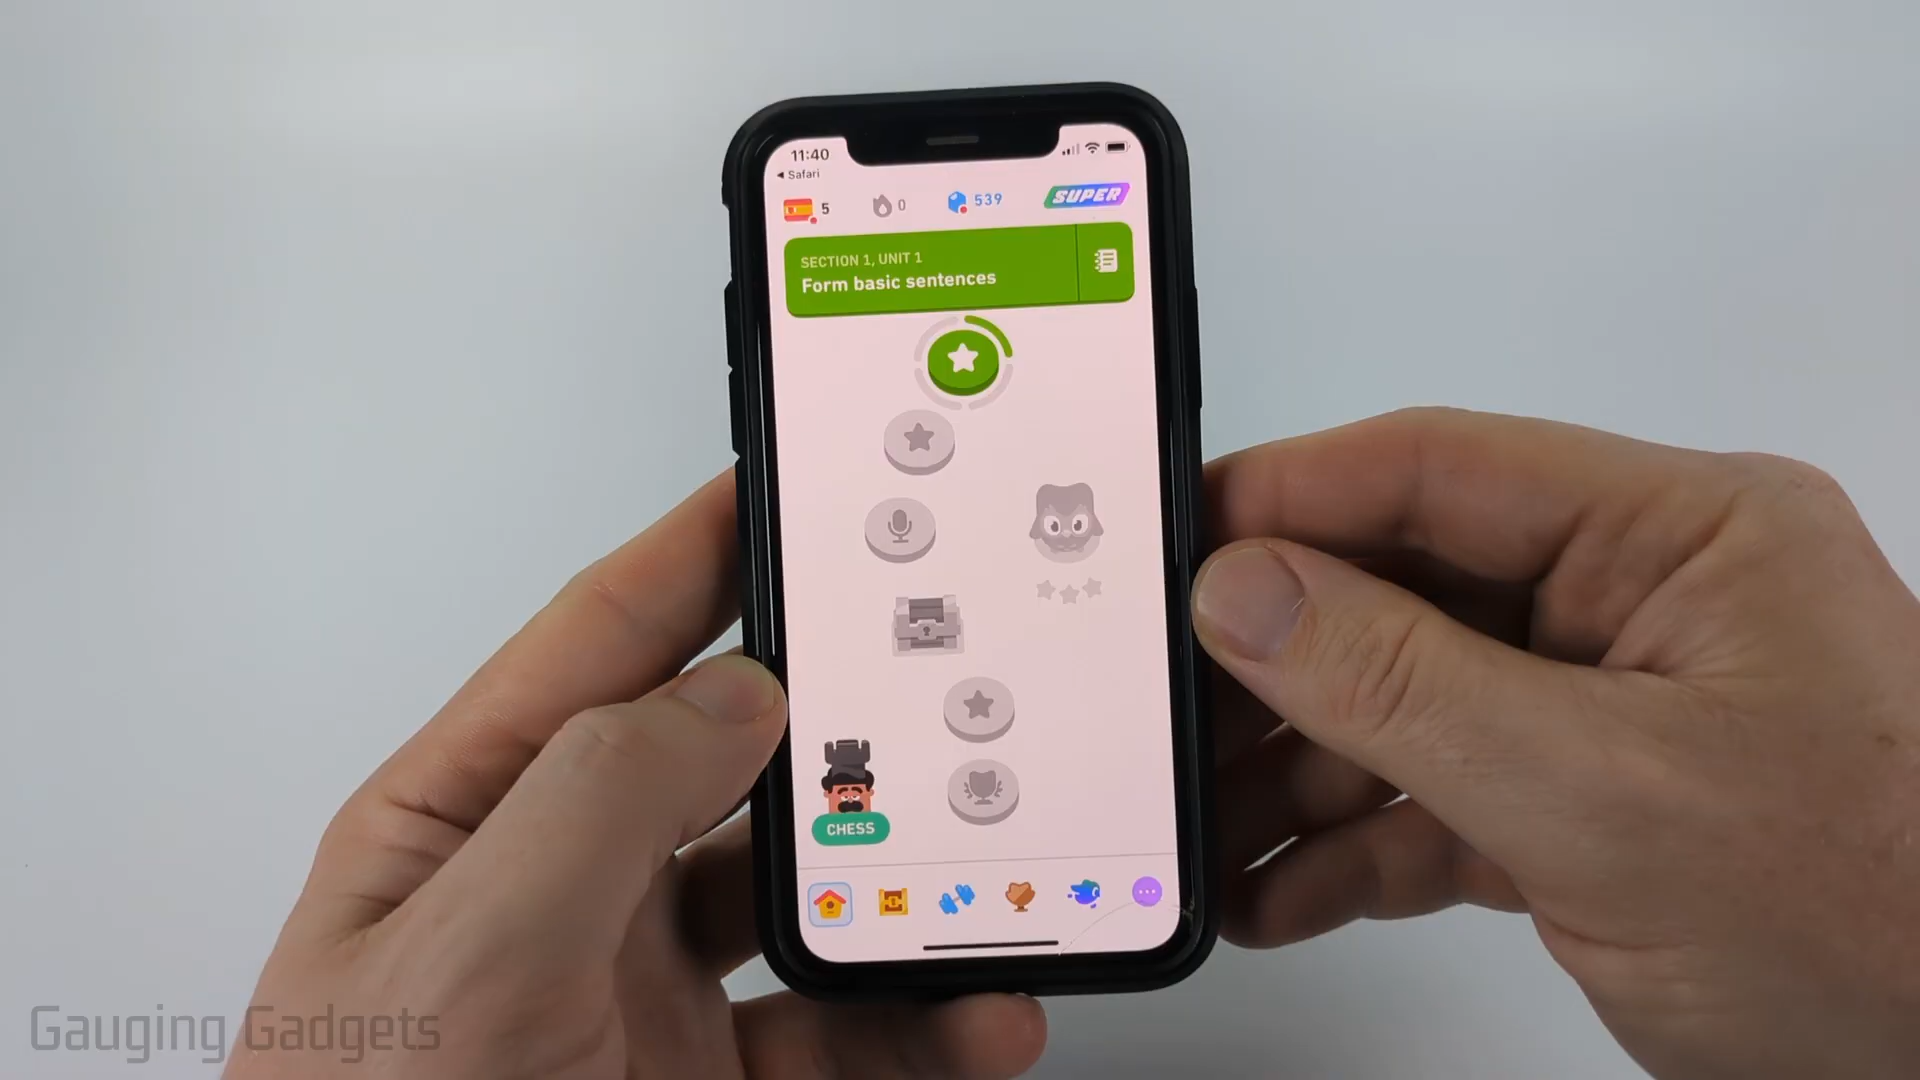 11:40
◄ Safari
5
0
539
SUPER
SECTION 1, UNIT 1
Form basic sentences
CHESS
Gauging Gadgets